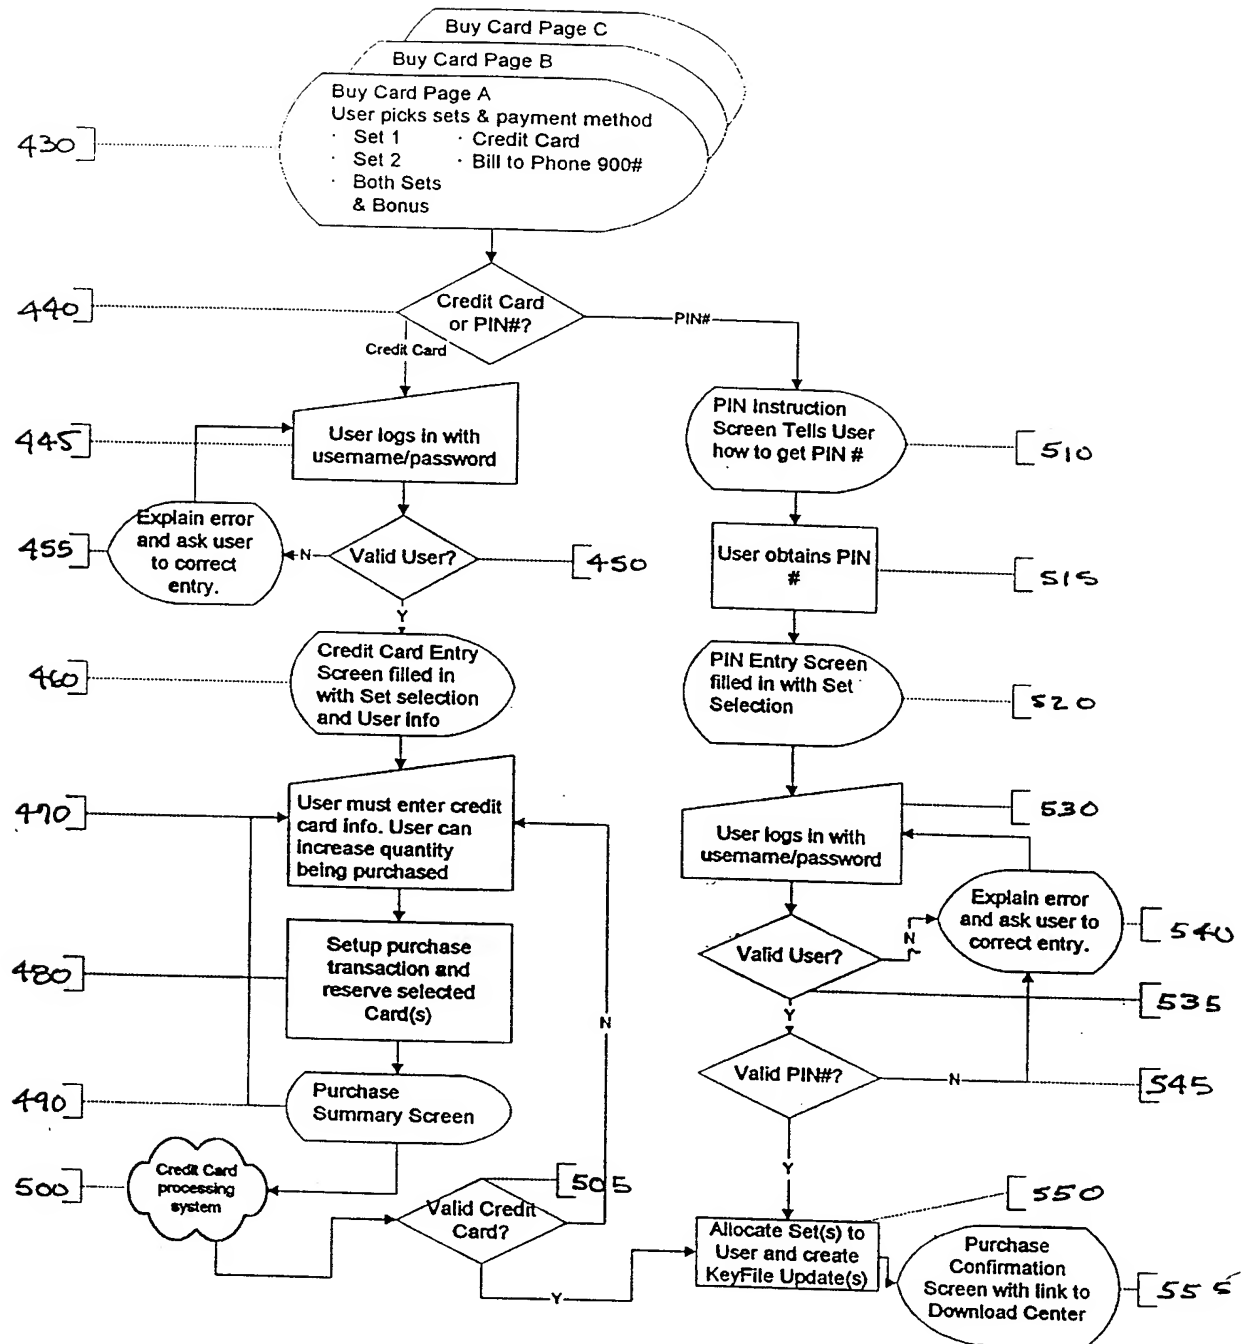 Buy Card Page C
Buy Card Page B
Buy Card Page A
User picks sets & payment method
· Set 1 · Credit Card
· Set 2 · Bill to Phone 900#
· Both Sets
& Bonus
430
440
Credit Card
or PIN#?
PIN#
Credit Card
445
User logs in with
username/password
PIN Instruction
Screen Tells User
how to get PIN #
510
455
Explain error
and ask user
to correct
entry.
N
Valid User?
450
Y
User obtains PIN
#
515
460
Credit Card Entry
Screen filled in
with Set selection
and User Info
PIN Entry Screen
filled in with Set
Selection
520
470
User must enter credit
card info. User can
increase quantity
being purchased
530
User logs in with
username/password
480
Setup purchase
transaction and
reserve selected
Card(s)
N
Valid User?
N
Explain error
and ask user to
correct entry.
540
535
Y
490
Purchase
Summary Screen
Valid PIN#?
N
545
Y
500
Credit Card
processing
system
Valid Credit
Card?
505
Y
550
Allocate Set(s) to
User and create
KeyFile Update(s)
Purchase
Confirmation
Screen with link to
Download Center
555